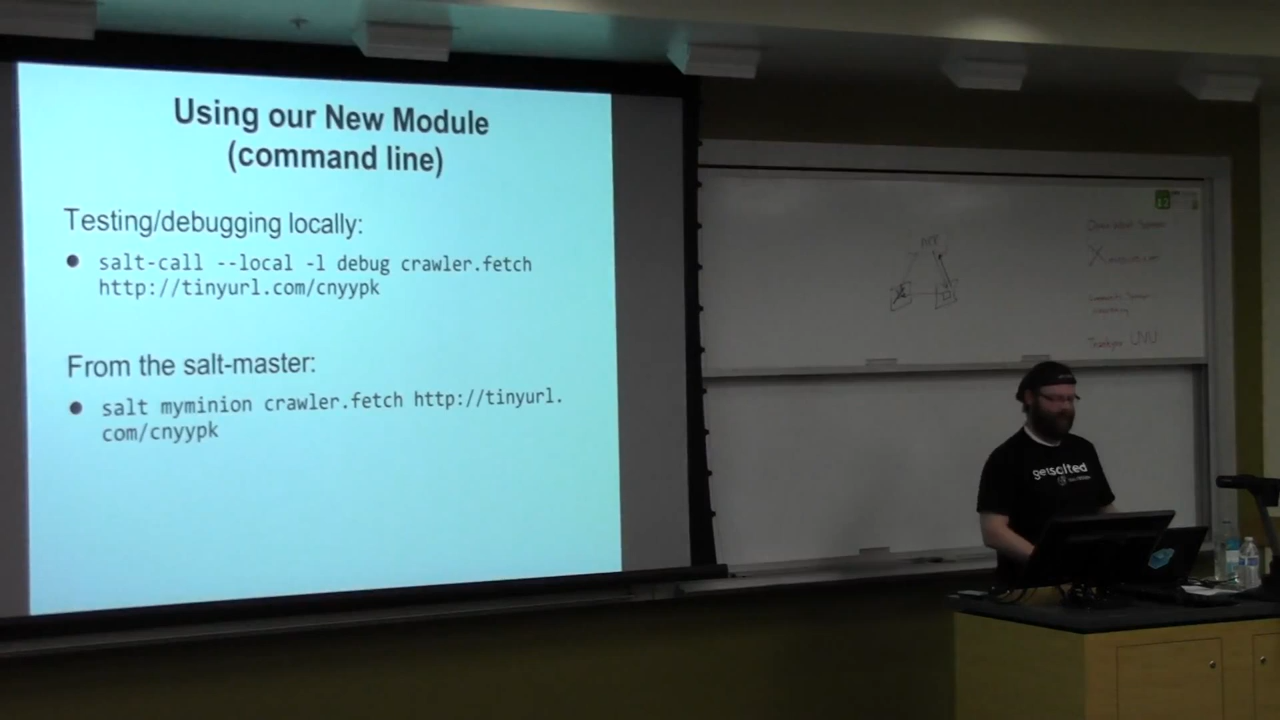 Using our New Module
(command line)
Testing/debugging locally:
● salt-call --local -l debug crawler.fetch
http://tinyurl.com/cnyypk
From the salt-master:
● salt myminion crawler.fetch http://tinyurl.
com/cnyypk
UVU
getsalted